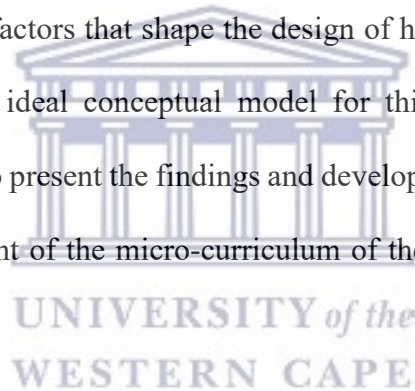 factors that shape the design of h
ideal conceptual model for thi
present the findings and develop
nt of the micro-curriculum of the
UNIVERSITY of the
WESTERN CAPE